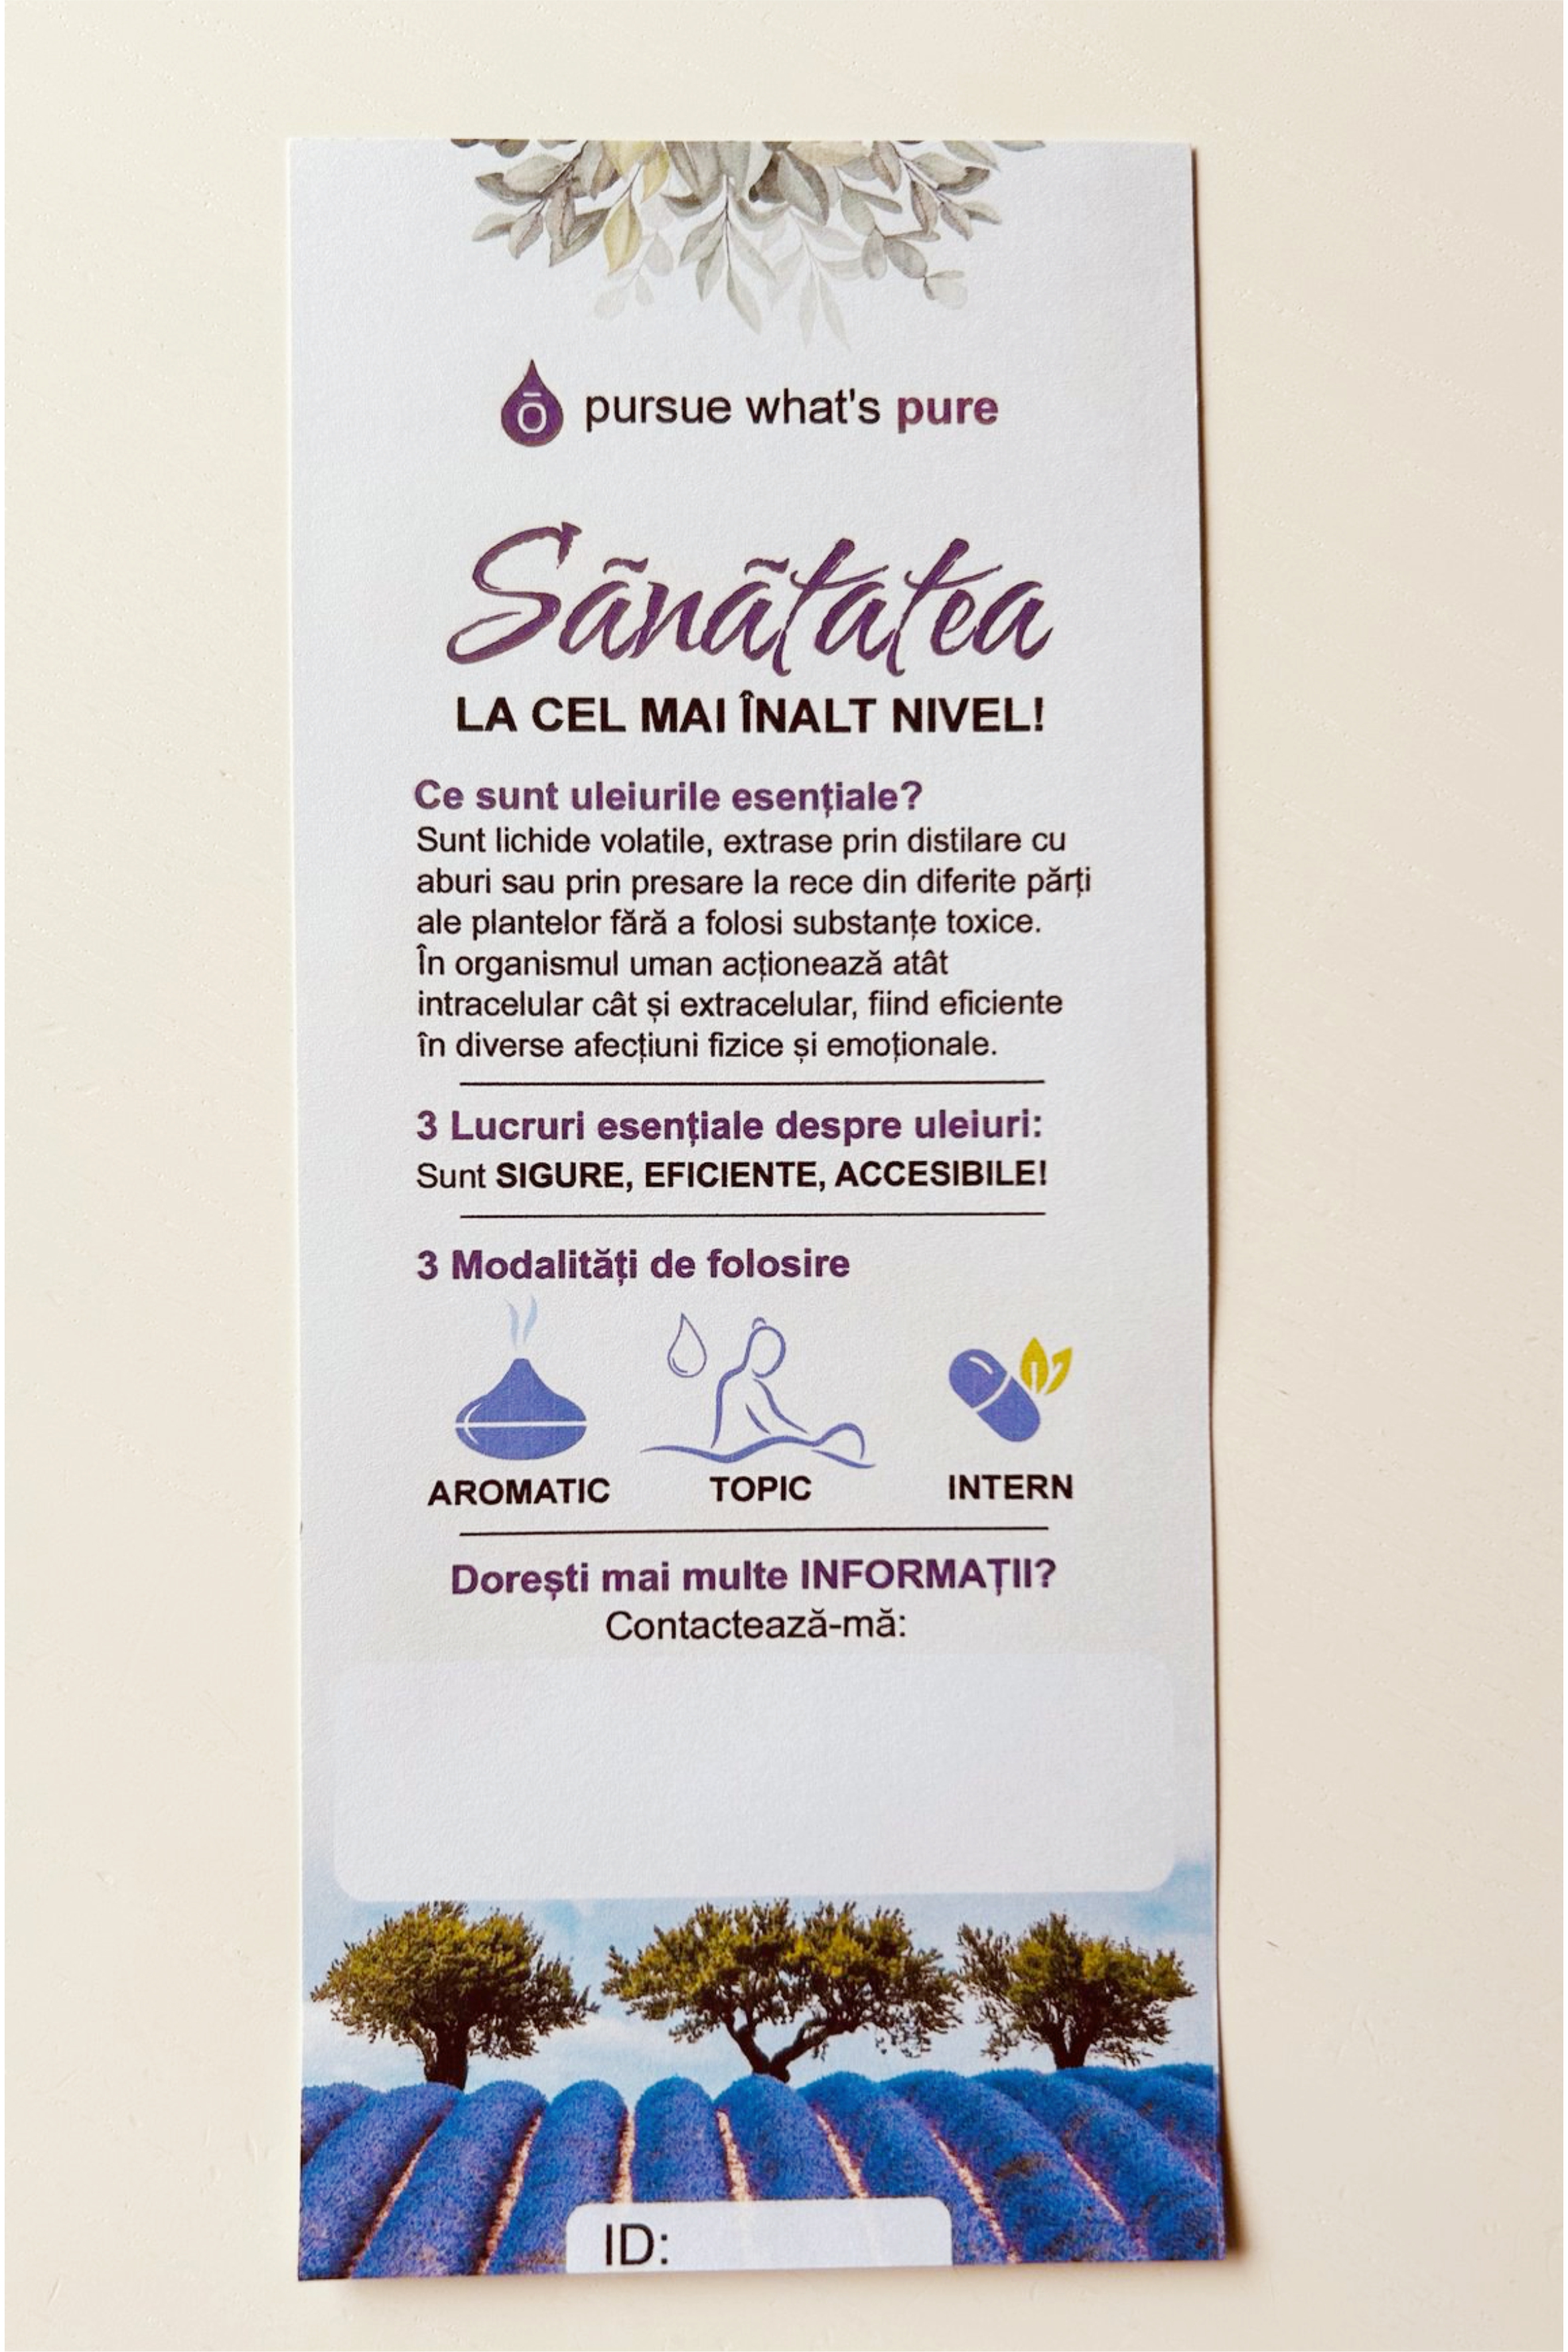 ō pursue what's pure
Sãnãtatea
LA CEL MAI ÎNALT NIVEL!
Ce sunt uleiurile esențiale?
Sunt lichide volatile, extrase prin distilare cu
aburi sau prin presare la rece din diferite părți
ale plantelor fără a folosi substanțe toxice.
În organismul uman acționează atât
intracelular cât și extracelular, fiind eficiente
în diverse afecțiuni fizice și emoționale.
3 Lucruri esențiale despre uleiuri:
Sunt SIGURE, EFICIENTE, ACCESIBILE!
3 Modalități de folosire
AROMATIC TOPIC INTERN
Dorești mai multe INFORMAȚII?
Contactează-mă:
ID: